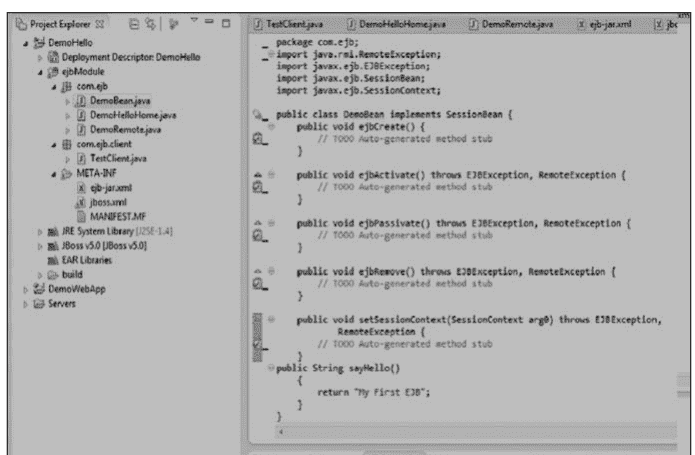 Project Explorer
DemoHello
Deployment Descriptor: DemoHello
ejbModule
com.ejb
DemoBean.java
DemoHelloHome.java
DemoRemote.java
com.ejb.client
TestClient.java
META-INF
ejb-jar.xml
jboss.xml
MANIFEST.MF
JRE System Library [J2SE-1.4]
JBoss v5.0 [JBoss v5.0]
EAR Libraries
build
DemoWebApp
Servers
TestClient.java DemoHelloHome.java DemoRemote.java ejb-jar.xml
package com.ejb;
import java.rmi.RemoteException;
import javax.ejb.EJBException;
import javax.ejb.SessionBean;
import javax.ejb.SessionContext;
public class DemoBean implements SessionBean {
public void ejbCreate() {
// TODO Auto-generated method stub
}
public void ejbActivate() throws EJBException, RemoteException {
// TODO Auto-generated method stub
}
public void ejbPassivate() throws EJBException, RemoteException {
// TODO Auto-generated method stub
}
public void ejbRemove() throws EJBException, RemoteException {
// TODO Auto-generated method stub
}
public void setSessionContext(SessionContext arg0) throws EJBException,
RemoteException {
// TODO Auto-generated method stub
}
public String sayHello()
{
return "My First EJB";
}
}